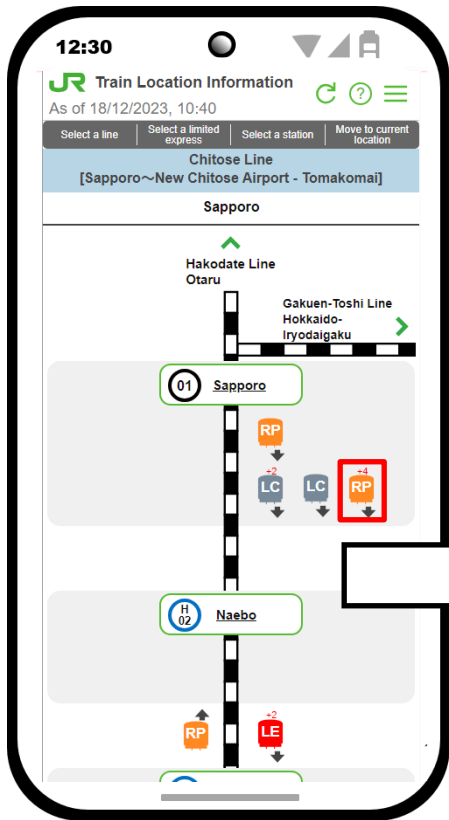 12:30
JR Train Location Information
As of 18/12/2023, 10:40
Select a line
Select a limited
express
Select a station
Move to current
location
Chitose Line
[Sapporo～New Chitose Airport - Tomakomai]
Sapporo
Hakodate Line
Otaru
Gakuen-Toshi Line
Hokkaido-
Iryodaigaku
01 Sapporo
RP
+2
LC
LC
+4
RP
H
02
Naebo
RP
+2
LE